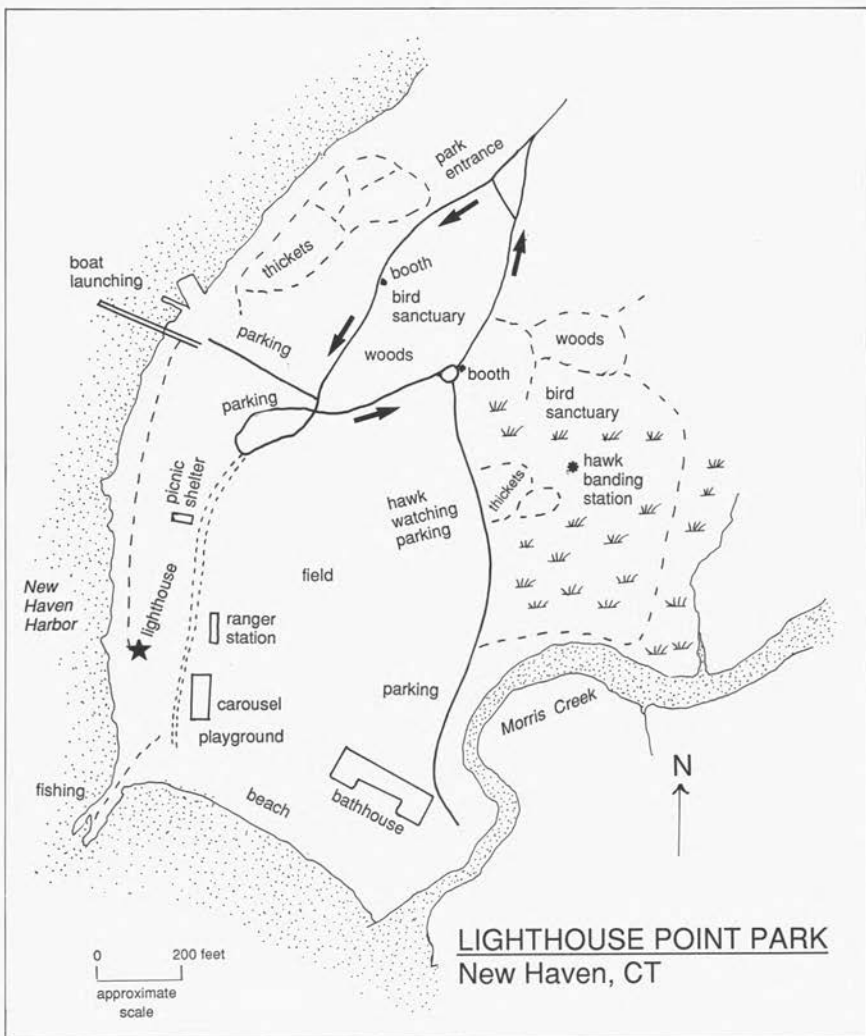 park
entrance
thickets
boat
launching
booth
bird
sanctuary
parking
woods
woods
booth
parking
bird
sanctuary
picnic
shelter
hawk
watching
parking
thickets
hawk
banding
station
field
New
Haven
Harbor
lighthouse
ranger
station
carousel
parking
Morris Creek
playground
N
fishing
beach
bathhouse
0 200 feet
approximate
scale
LIGHTHOUSE POINT PARK
New Haven, CT